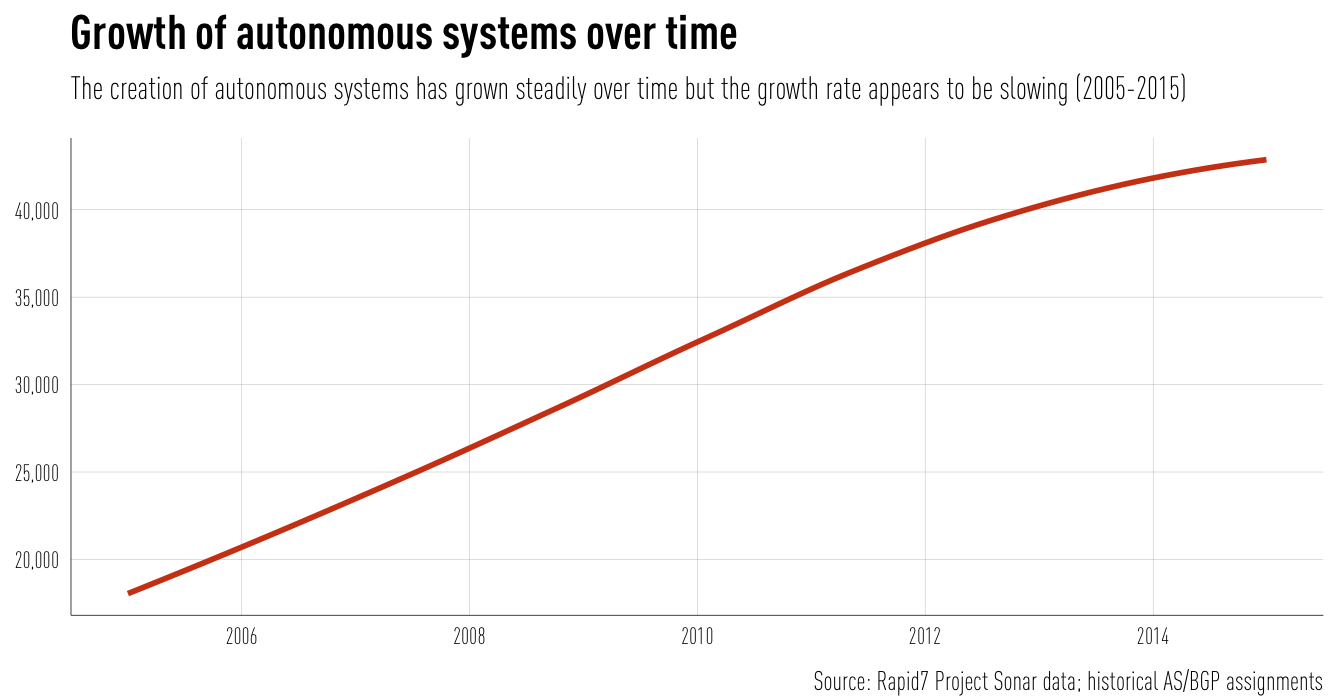 Growth of autonomous systems over time
The creation of autonomous systems has grown steadily over time but the growth rate appears to be slowing (2005-2015)
40,000
35,000
30,000
25,000
20,000
2006 2008 2010 2012 2014
Source: Rapid7 Project Sonar data; historical AS/BGP assignments